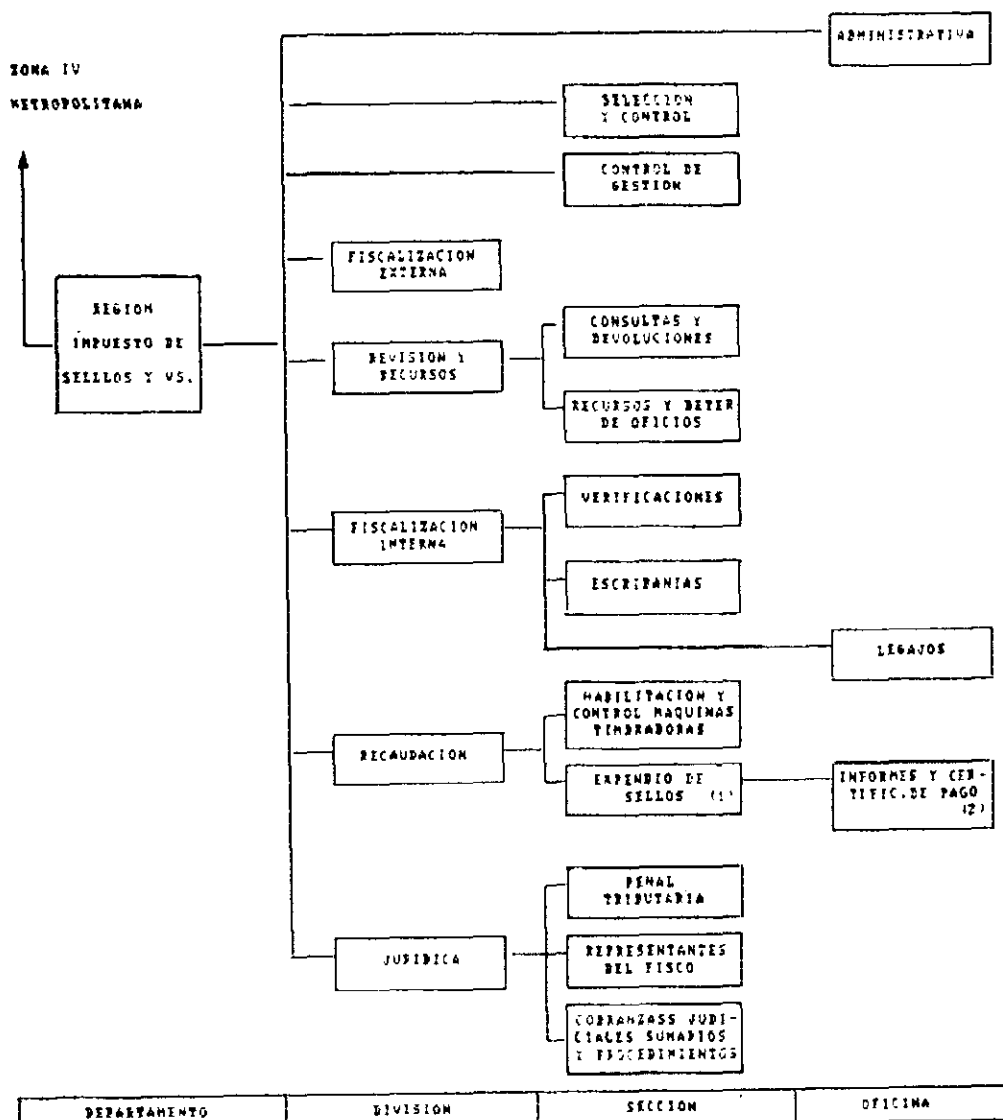 ADMINISTRATIVA
ZONA IV
METROPOLITANA
SELECCION
Y CONTROL
CONTROL DE
GESTION
FISCALIZACION
EXTERNA
REGION
IMPUESTO DE
SELLLOS Y VS.
REVISION Y
RECURSOS
CONSULTAS Y
DEVOLUCIONES
RECURSOS Y DETER
DE OFICIOS
FISCALIZACION
INTERNA
VERIFICACIONES
ESCRIBANIAS
LEGAJOS
RECAUDACION
HABILITACION Y
CONTROL MAQUINAS
TIMBRADORAS
EXPENDIO DE
SELLOS (1)
INFORMES Y CER-
TIFIC.DE PAGO
(2)
JURIDICA
PENAL
TRIBUTARIA
REPRESENTANTES
DEL FISCO
COBRANZASS JUDI-
CIALES SUMARIOS
Y PROCEDIMIENTOS
DEPARTAMENTO DIVISION SECCION OFICINA